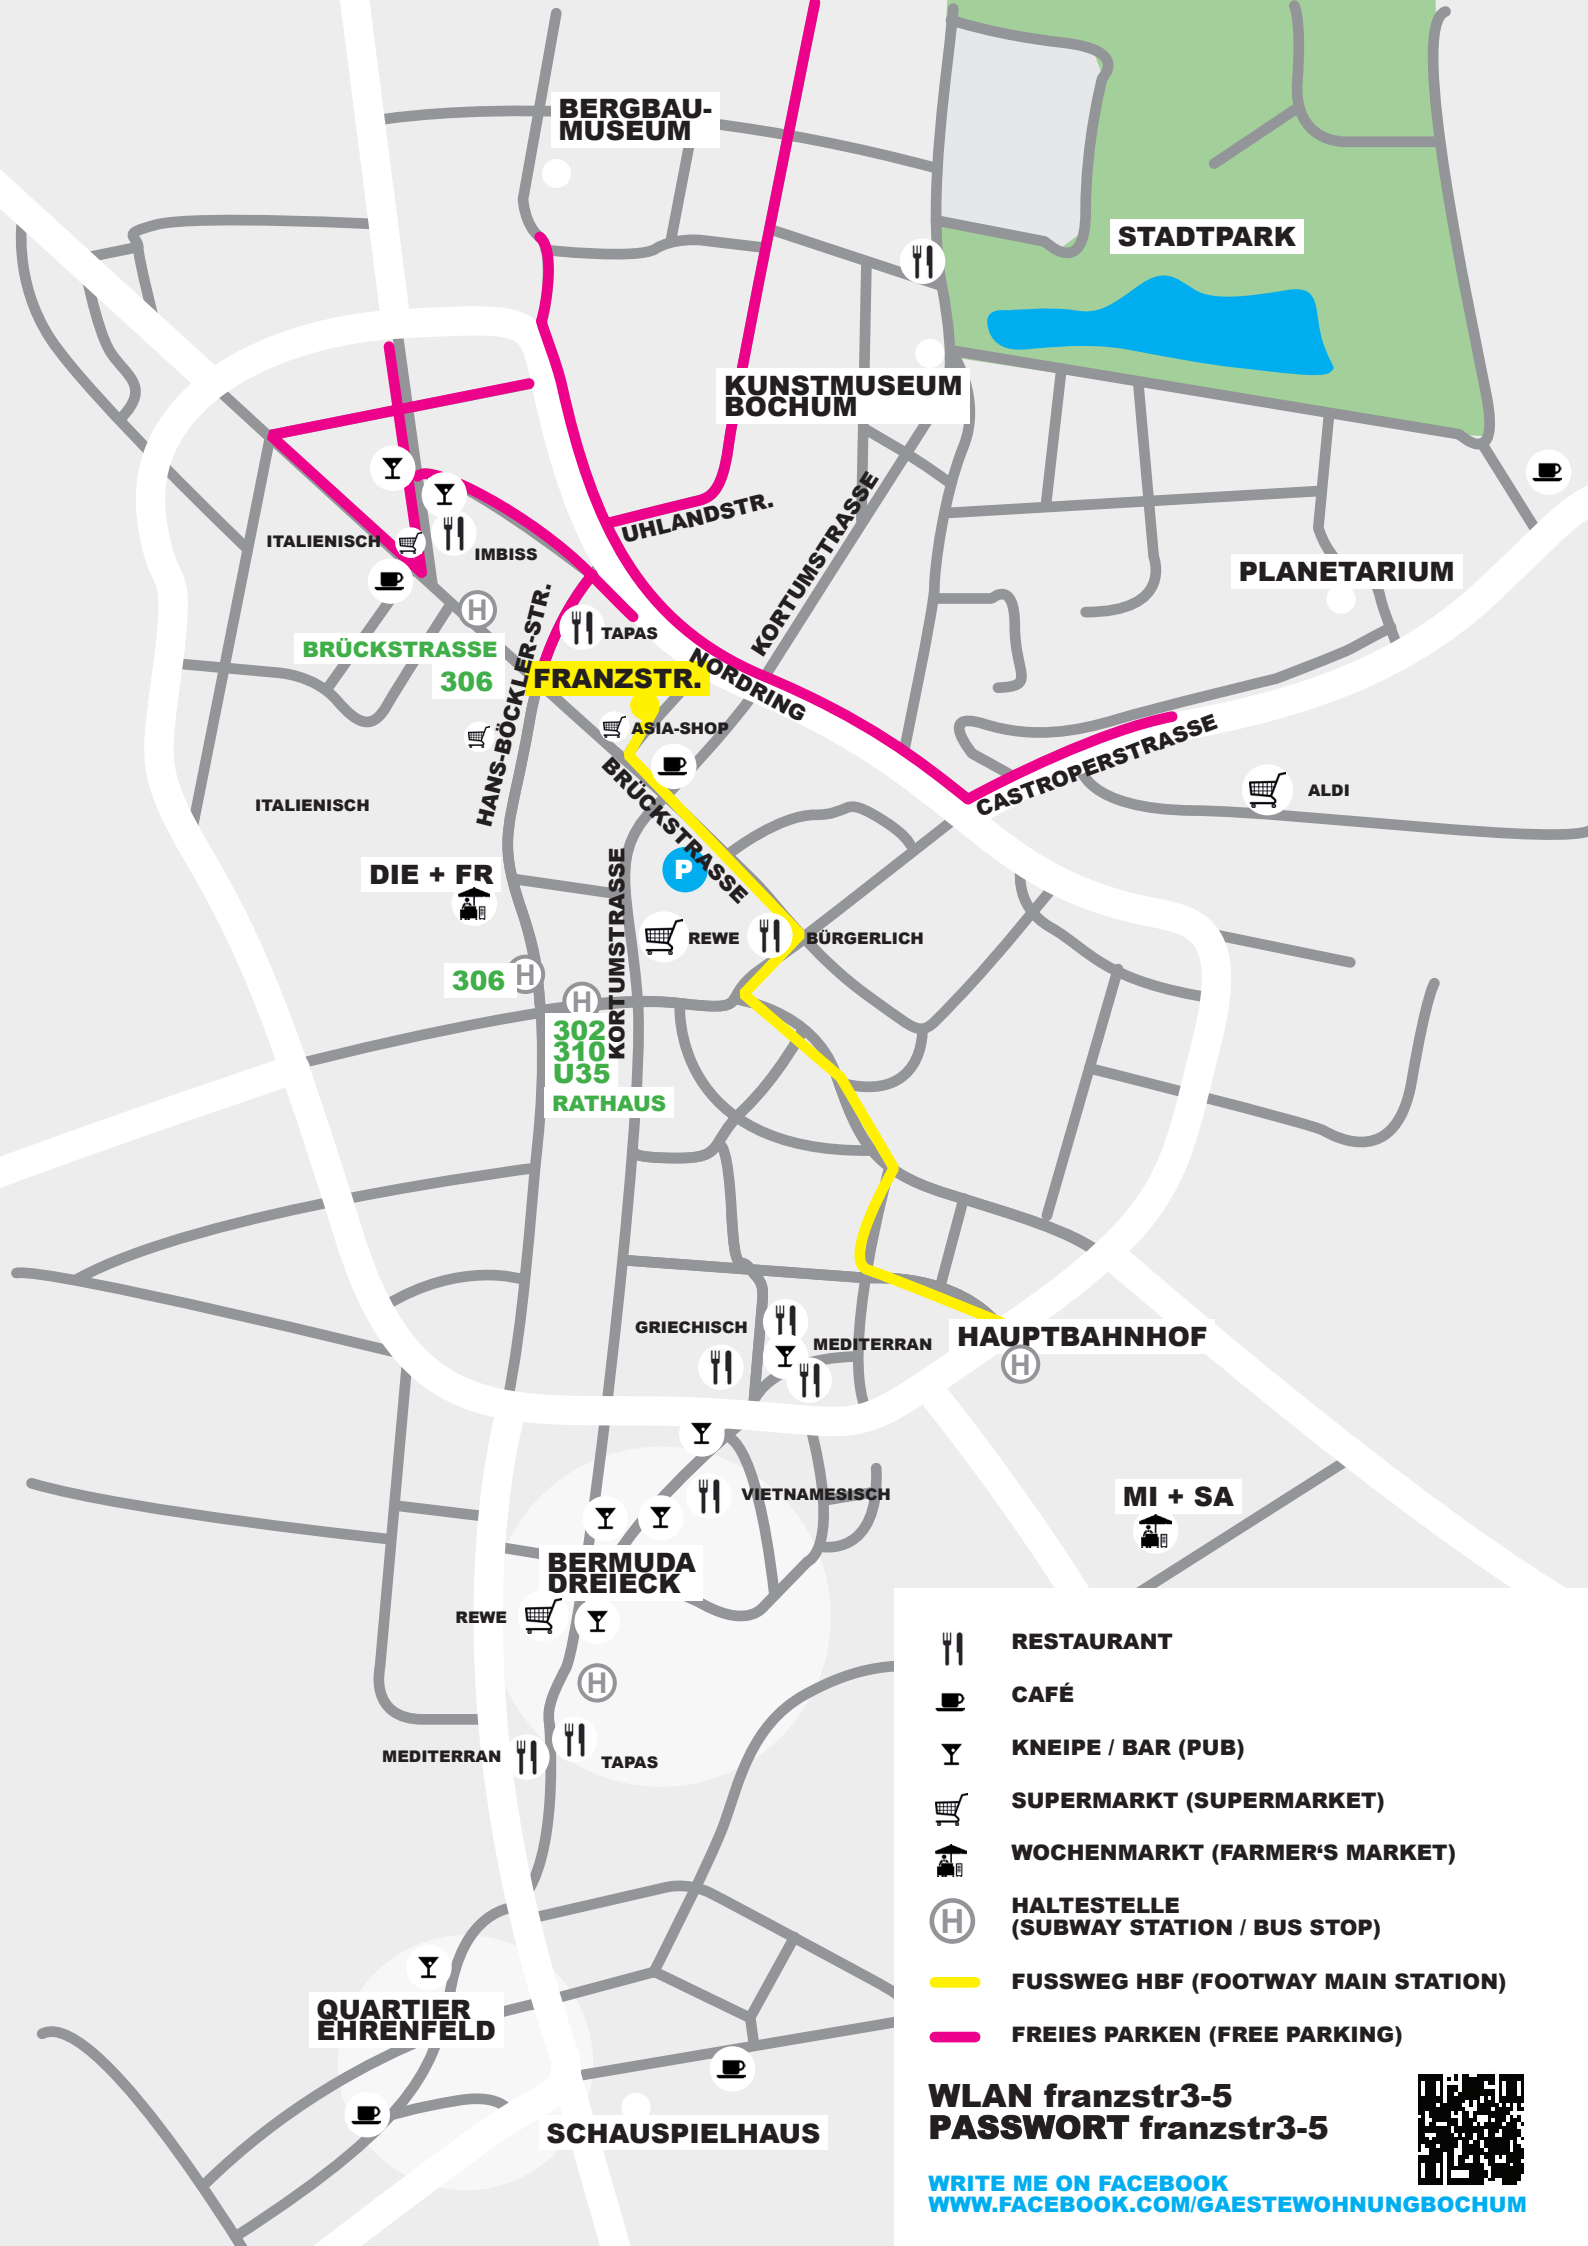 BERGBAU-
MUSEUM
STADTPARK
KUNSTMUSEUM
BOCHUM
UHLANDSTR.
KORTUMSTRASSE
ITALIENISCH
IMBISS
PLANETARIUM
H
HANS-BÖCKLER-STR.
TAPAS
BRÜCKSTRASSE
306
FRANZSTR.
NORDRING
ASIA-SHOP
CASTROPERSTRASSE
BRÜCKSTRASSE
ALDI
ITALIENISCH
DIE + FR
P
KORTUMSTRASSE
REWE
BÜRGERLICH
306
H
H
302
310
U35
RATHAUS
GRIECHISCH
MEDITERRAN
HAUPTBAHNHOF
H
VIETNAMESISCH
MI + SA
BERMUDA
DREIECK
REWE
H
MEDITERRAN
TAPAS
QUARTIER
EHRENFELD
SCHAUSPIELHAUS
RESTAURANT
CAFÉ
KNEIPE / BAR (PUB)
SUPERMARKT (SUPERMARKET)
WOCHENMARKT (FARMER‘S MARKET)
H
HALTESTELLE
(SUBWAY STATION / BUS STOP)
FUSSWEG HBF (FOOTWAY MAIN STATION)
FREIES PARKEN (FREE PARKING)
WLAN franzstr3-5
PASSWORT franzstr3-5
WRITE ME ON FACEBOOK
WWW.FACEBOOK.COM/GAESTEWOHNUNGBOCHUM